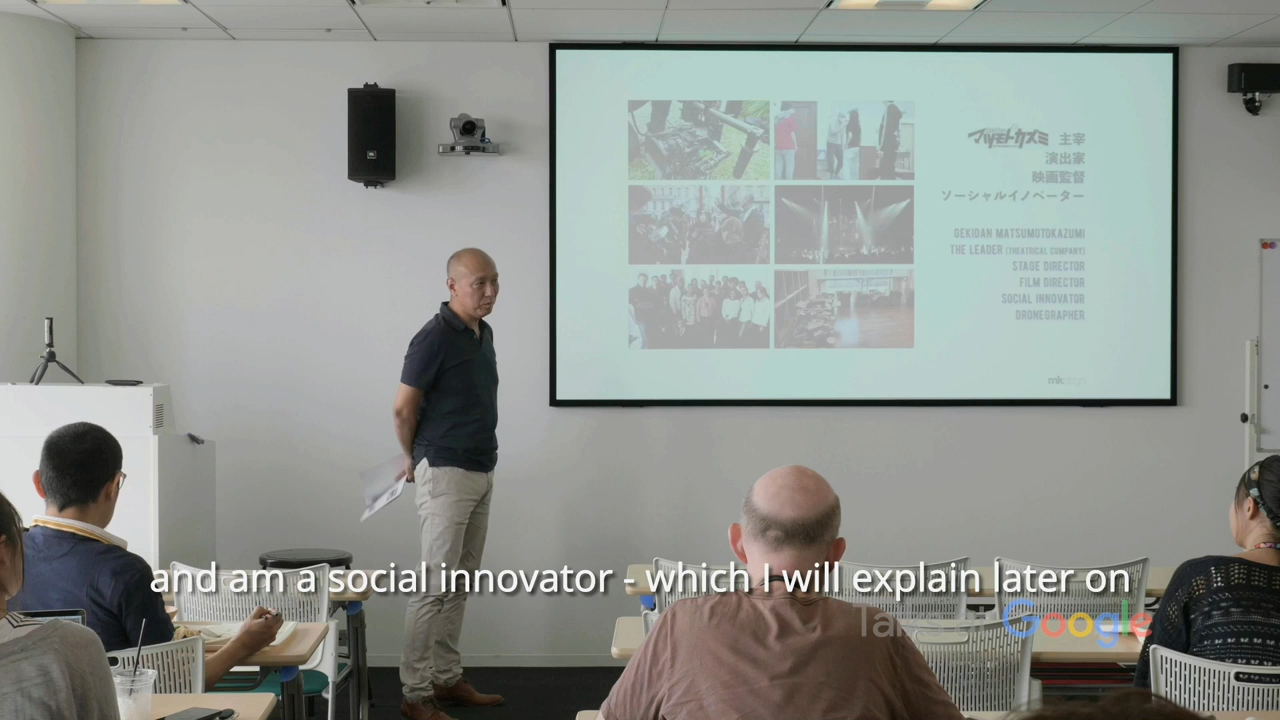 マツモトカズミ 主宰
演出家
映画監督
ソーシャルイノベーター
GEKIDAN MATSUMOTOKAZUMI
THE LEADER (THEATRICAL COMPANY)
STAGE DIRECTOR
FILM DIRECTOR
SOCIAL INNOVATOR
DRONEGRAPHER
and am a social innovator - which I will explain later on
Google